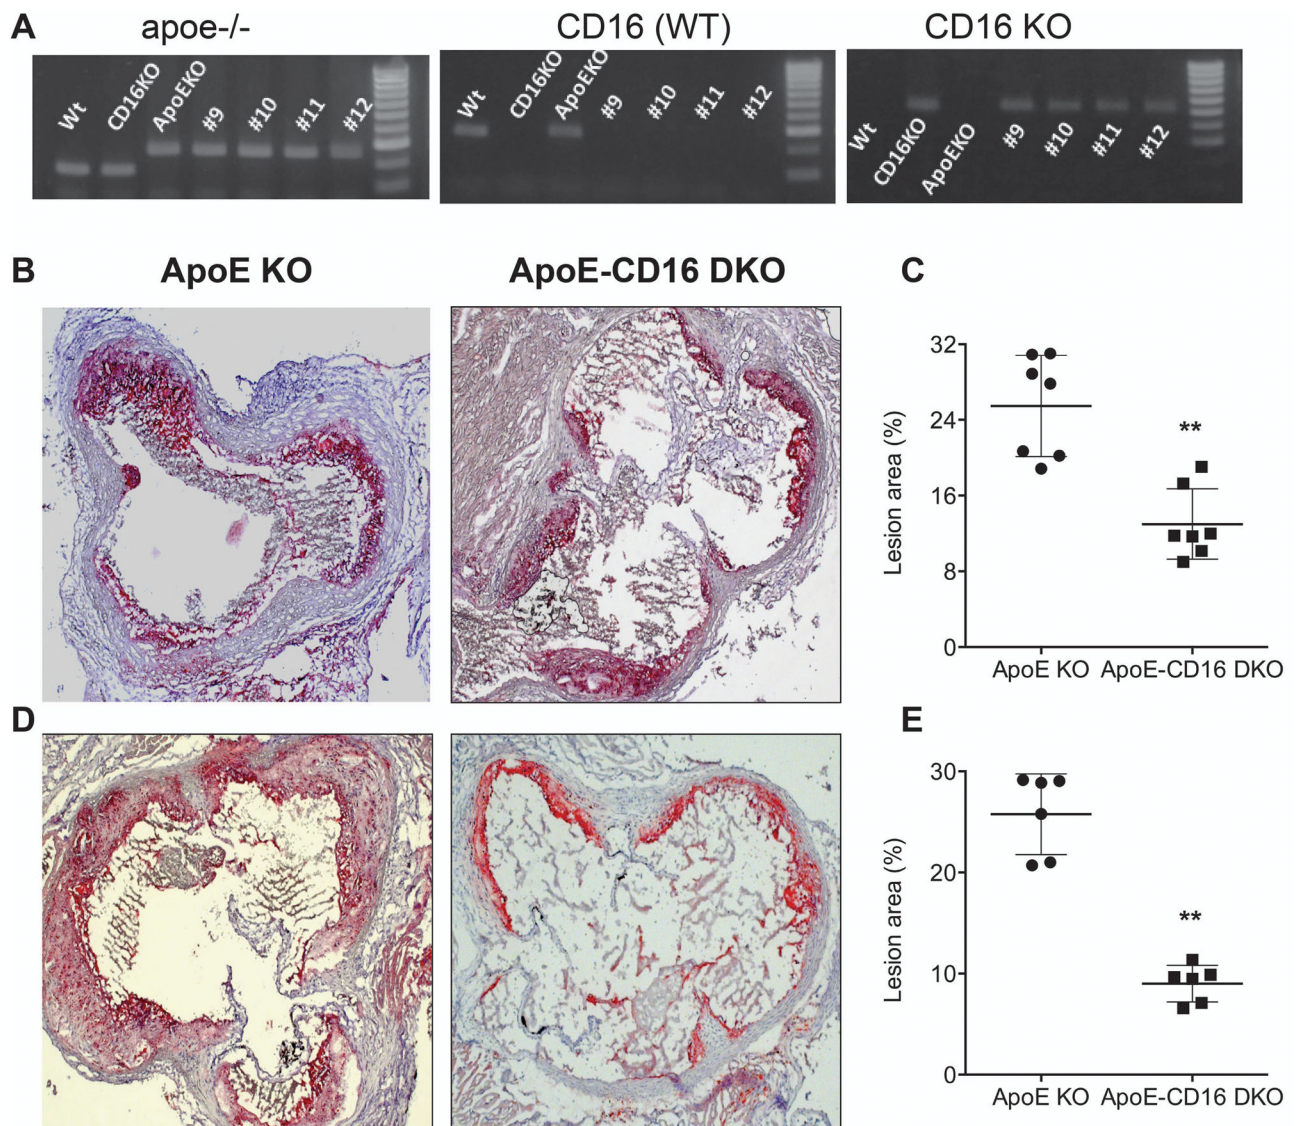 A
apoe-/-
CD16 (WT)
CD16 KO
Wt
CD16KO
ApoEKO
#9
#10
#11
#12
Wt
CD16KO
ApoEKO
#9
#10
#11
#12
Wt
CD16KO
ApoEKO
#9
#10
#11
#12
B
ApoE KO
ApoE-CD16 DKO
C
Lesion area (%)
32
24
16
8
0
**
ApoE KO
ApoE-CD16 DKO
D
E
Lesion area (%)
30
20
10
0
**
ApoE KO
ApoE-CD16 DKO